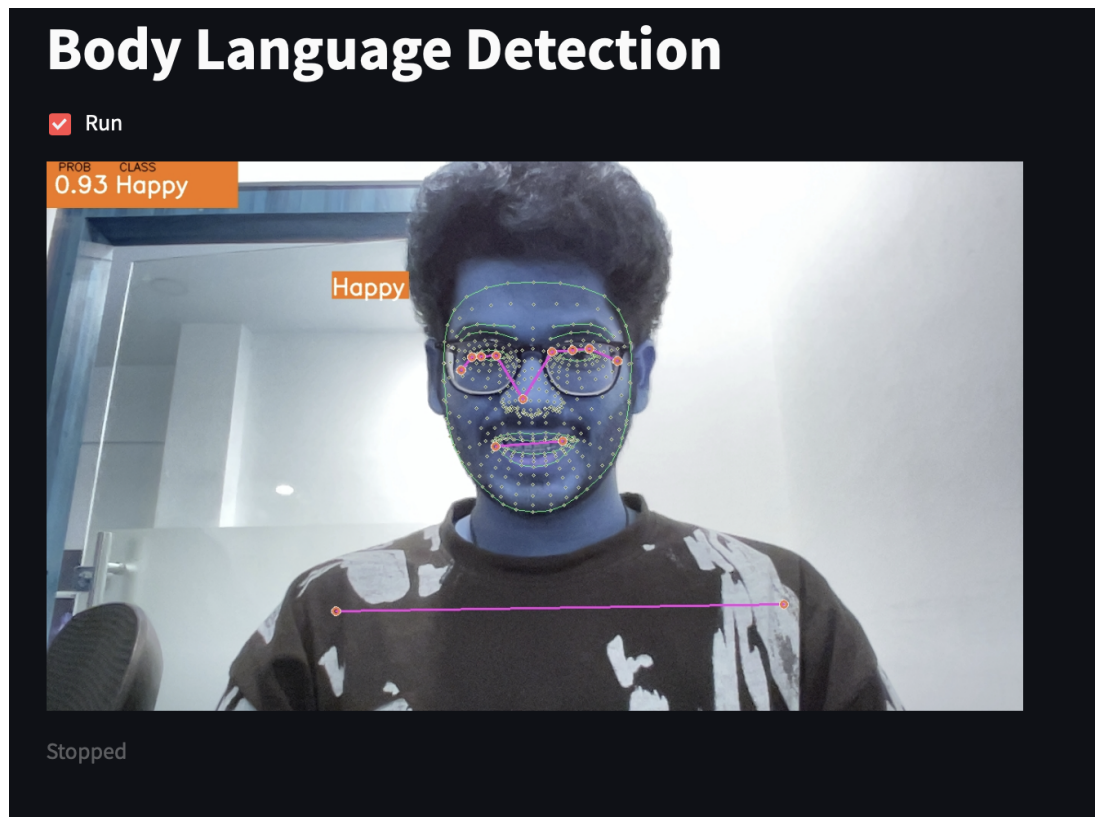 Body Language Detection
Run
PROB CLASS
0.93 Happy
Happy
Stopped